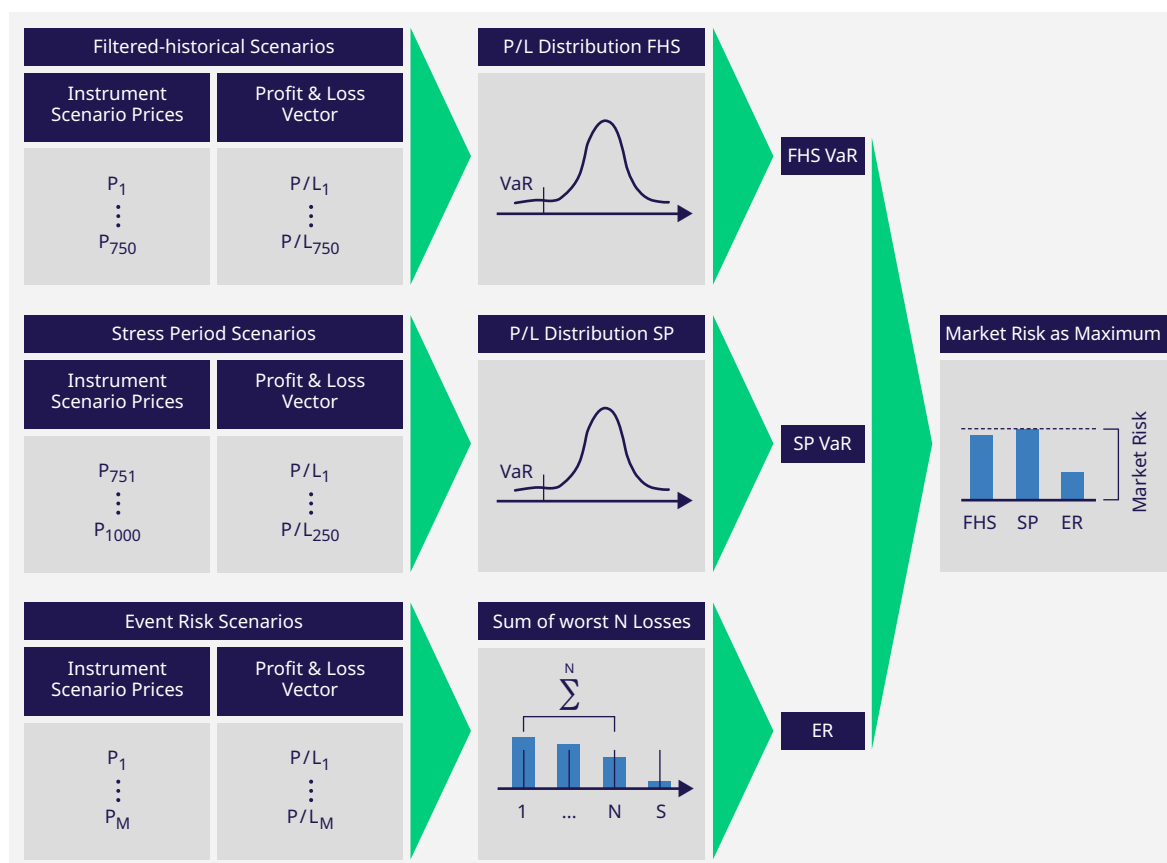 Filtered-historical Scenarios
Instrument
Scenario Prices
Profit & Loss
Vector
P₁
⋮
P₇₅₀
P/L₁
⋮
P/L₇₅₀
P/L Distribution FHS
VaR
FHS VaR
Stress Period Scenarios
Instrument
Scenario Prices
Profit & Loss
Vector
P₇₅₁
⋮
P₁₀₀₀
P/L₁
⋮
P/L₂₅₀
P/L Distribution SP
VaR
SP VaR
Market Risk as Maximum
Market Risk
FHS SP ER
Event Risk Scenarios
Instrument
Scenario Prices
Profit & Loss
Vector
P₁
⋮
P_M
P/L₁
⋮
P/L_M
Sum of worst N Losses
N
∑
1 ... N S
ER